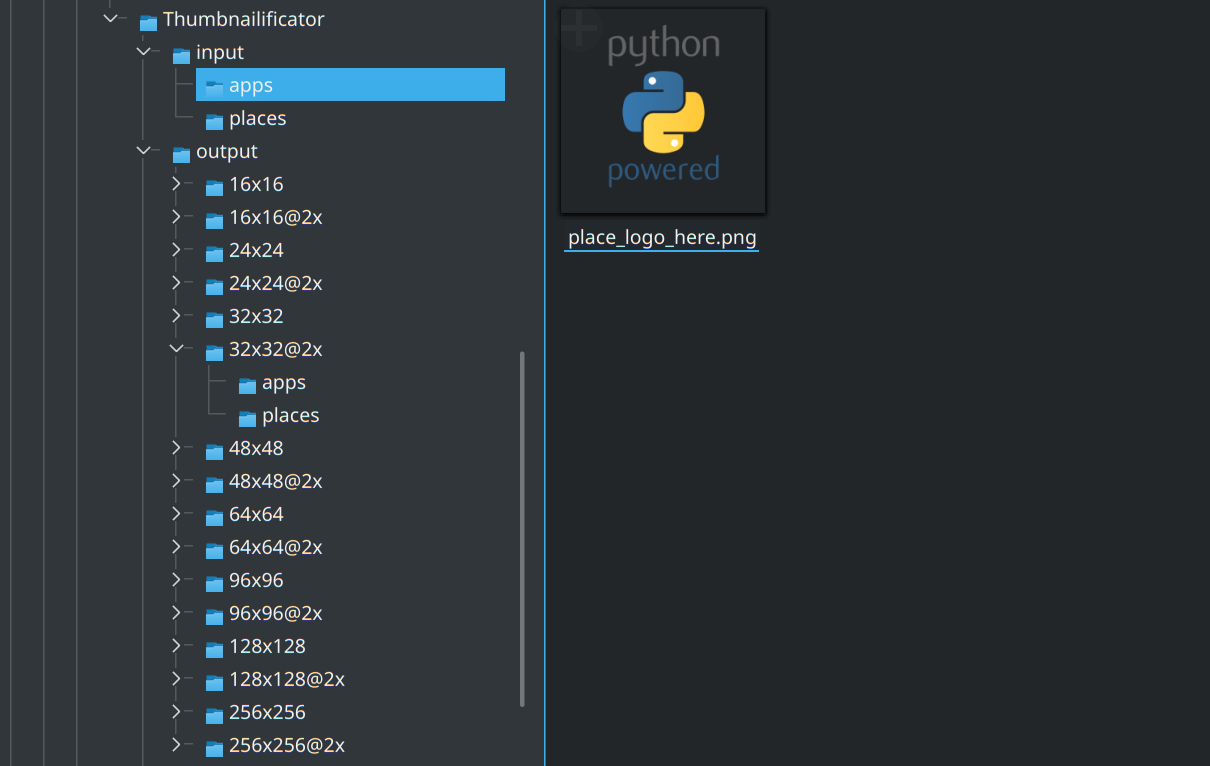 Thumbnailificator
input
apps
places
output
16x16
16x16@2x
24x24
24x24@2x
32x32
32x32@2x
apps
places
48x48
48x48@2x
64x64
64x64@2x
96x96
96x96@2x
128x128
128x128@2x
256x256
256x256@2x
python
powered
place_logo_here.png